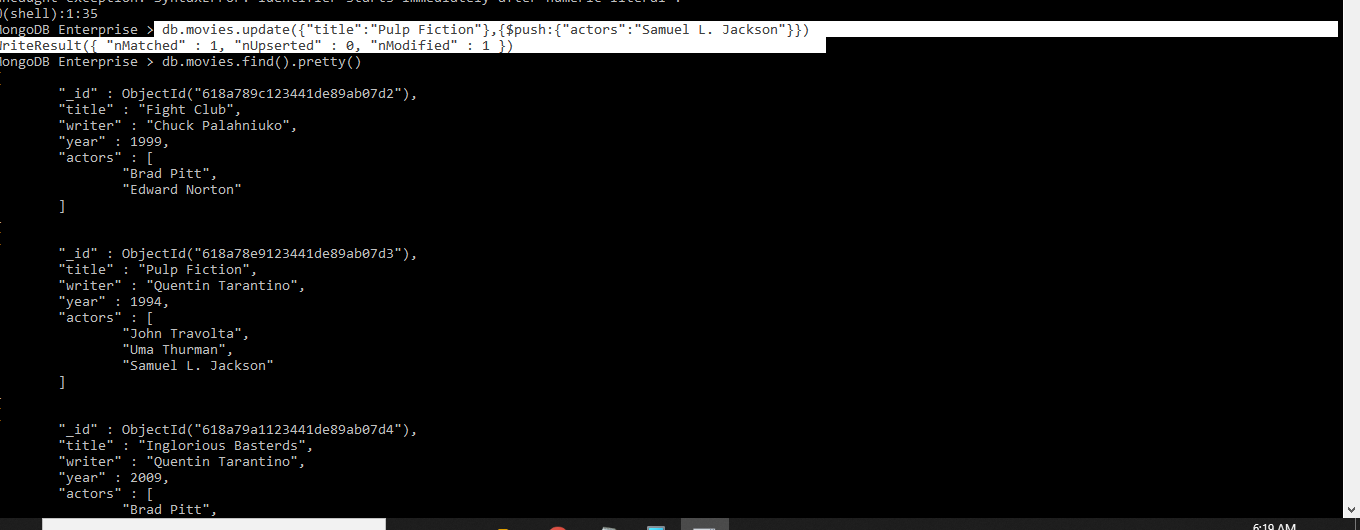 (shell):1:35
MongoDB Enterprise > db.movies.update({"title":"Pulp Fiction"},{$push:{"actors":"Samuel L. Jackson"}})
WriteResult({ "nMatched" : 1, "nUpserted" : 0, "nModified" : 1 })
MongoDB Enterprise > db.movies.find().pretty()
"_id" : ObjectId("618a789c123441de89ab07d2"),
"title" : "Fight Club",
"writer" : "Chuck Palahniuko",
"year" : 1999,
"actors" : [
"Brad Pitt",
"Edward Norton"
]
"_id" : ObjectId("618a78e9123441de89ab07d3"),
"title" : "Pulp Fiction",
"writer" : "Quentin Tarantino",
"year" : 1994,
"actors" : [
"John Travolta",
"Uma Thurman",
"Samuel L. Jackson"
]
"_id" : ObjectId("618a79a1123441de89ab07d4"),
"title" : "Inglorious Basterds",
"writer" : "Quentin Tarantino",
"year" : 2009,
"actors" : [
"Brad Pitt",
6:19 AM